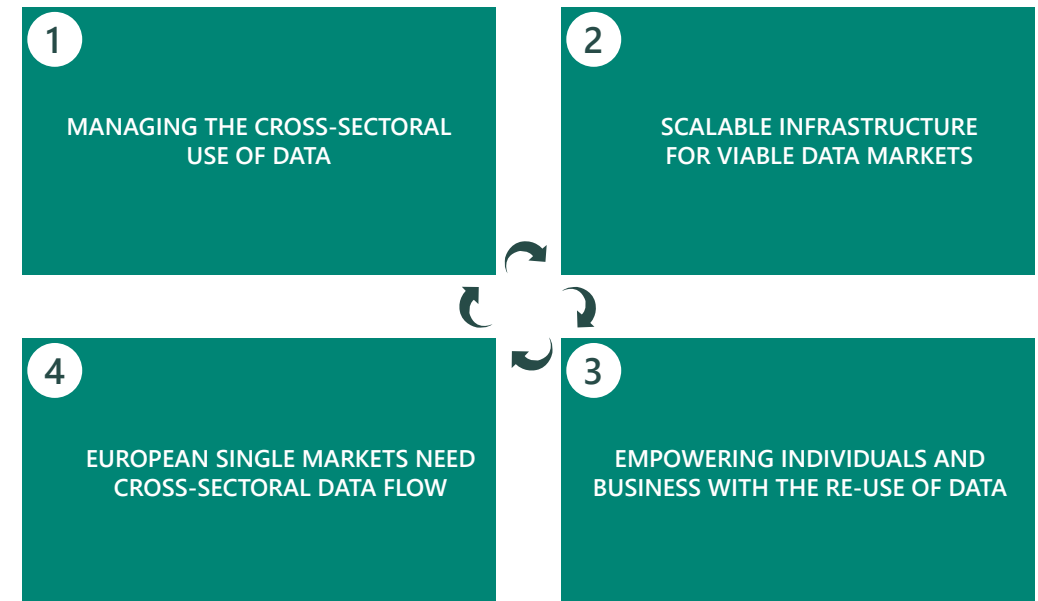 1
MANAGING THE CROSS-SECTORAL
USE OF DATA
2
SCALABLE INFRASTRUCTURE
FOR VIABLE DATA MARKETS
3
EMPOWERING INDIVIDUALS AND
BUSINESS WITH THE RE-USE OF DATA
4
EUROPEAN SINGLE MARKETS NEED
CROSS-SECTORAL DATA FLOW